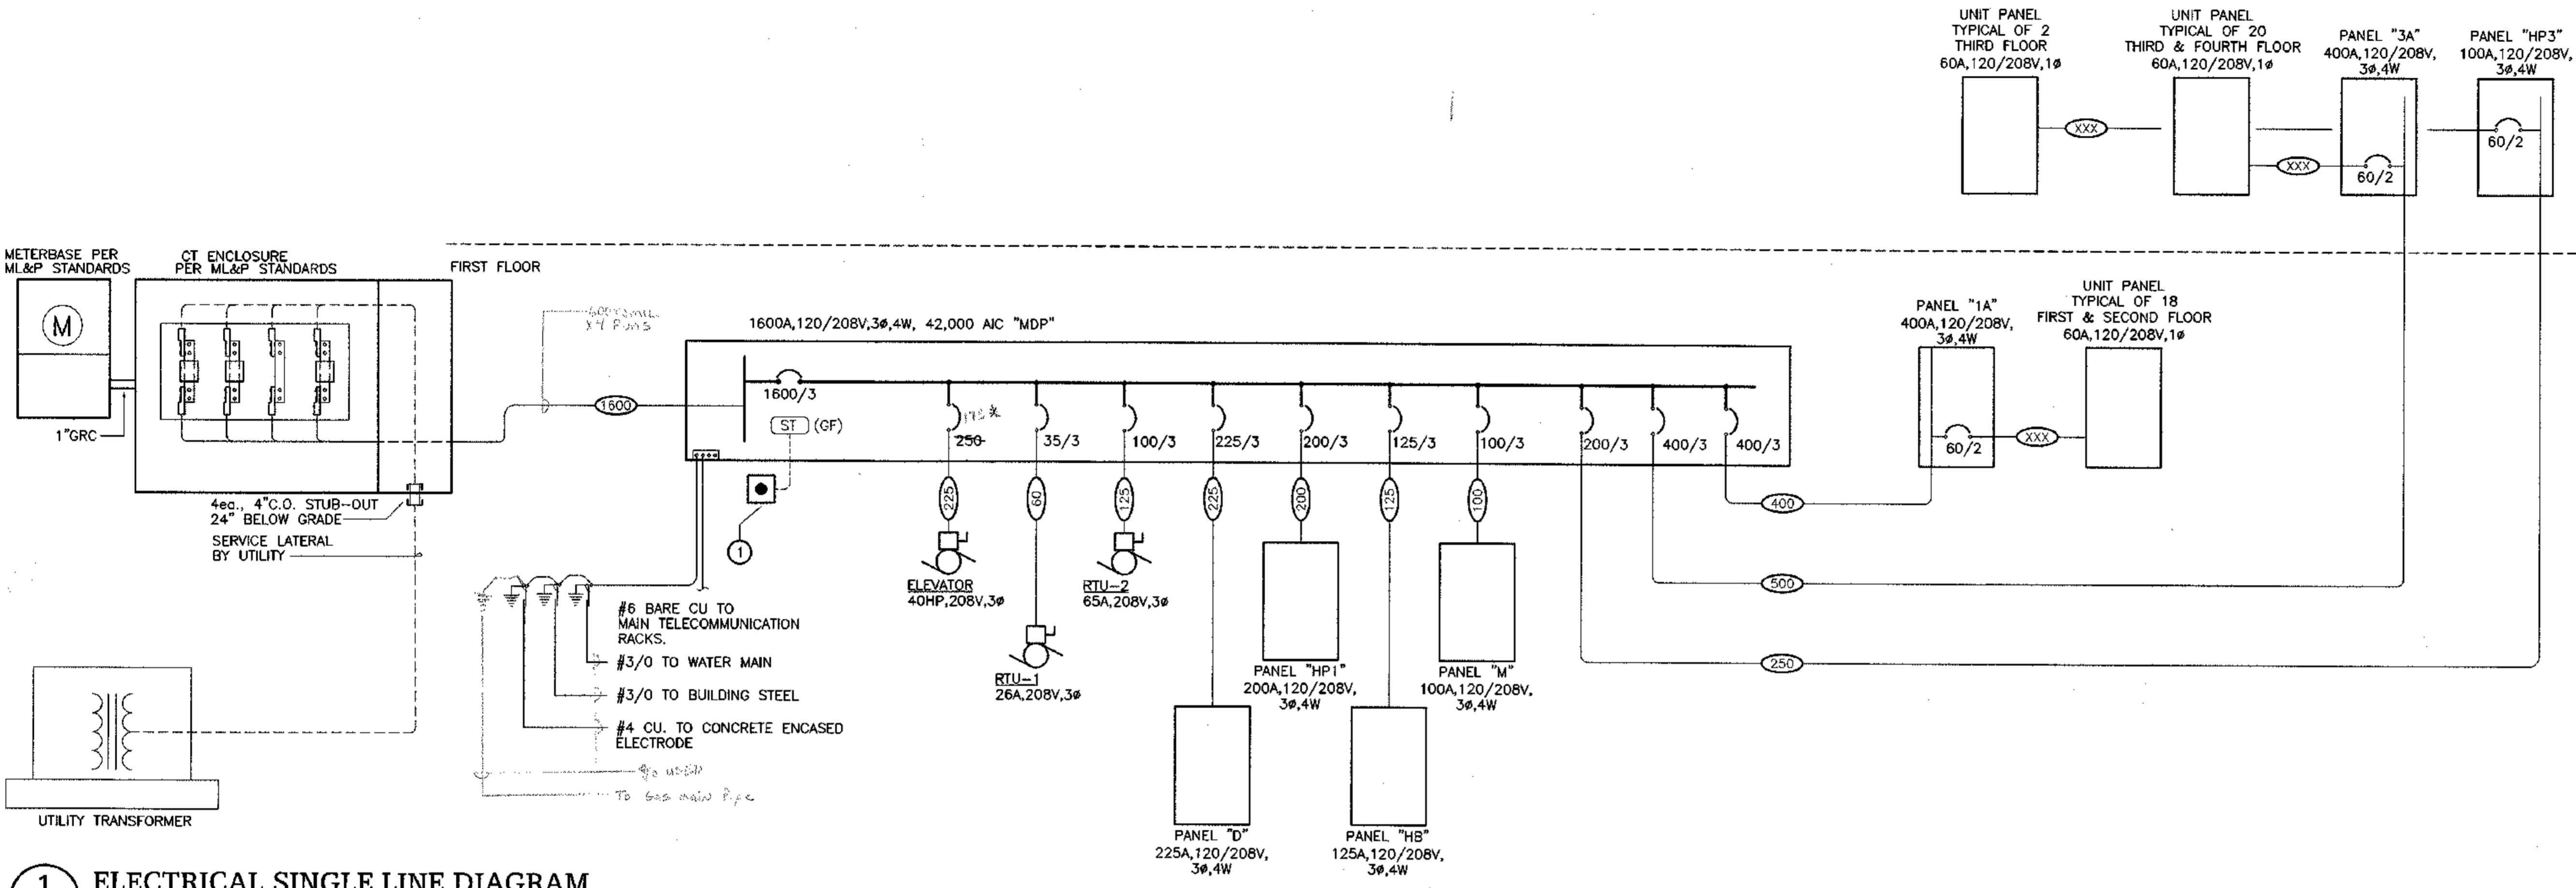 UNIT PANEL
TYPICAL OF 2
THIRD FLOOR
60A,120/208V,1ø
UNIT PANEL
TYPICAL OF 20
THIRD & FOURTH FLOOR
60A,120/208V,1ø
PANEL "3A"
400A,120/208V,
3ø,4W
PANEL "HP3"
100A,120/208V,
3ø,4W
XXX
XXX
60/2
60/2
METERBASE PER
ML&P STANDARDS
CT ENCLOSURE
PER ML&P STANDARDS
FIRST FLOOR
M
1"GRC
4ea., 4"C.O. STUB-OUT
24" BELOW GRADE
SERVICE LATERAL
BY UTILITY
1600
1600A,120/208V,3ø,4W, 42,000 AIC "MDP"
1600/3
ST (GF)
1
175*
250
35/3
100/3
225/3
200/3
125/3
100/3
200/3
400/3
400/3
225
60
125
225
200
125
100
400
500
250
PANEL "1A"
400A,120/208V,
3ø,4W
60/2
XXX
UNIT PANEL
TYPICAL OF 18
FIRST & SECOND FLOOR
60A,120/208V,1ø
ELEVATOR
40HP,208V,3ø
RTU-1
26A,208V,3ø
RTU-2
65A,208V,3ø
PANEL "D"
225A,120/208V,
3ø,4W
PANEL "HP1"
200A,120/208V,
3ø,4W
PANEL "HB"
125A,120/208V,
3ø,4W
PANEL "M"
100A,120/208V,
3ø,4W
#6 BARE CU TO
MAIN TELECOMMUNICATION
RACKS.
#3/0 TO WATER MAIN
#3/0 TO BUILDING STEEL
#4 CU. TO CONCRETE ENCASED
ELECTRODE
To Gas main Pipe
UTILITY TRANSFORMER
1
ELECTRICAL SINGLE LINE DIAGRAM